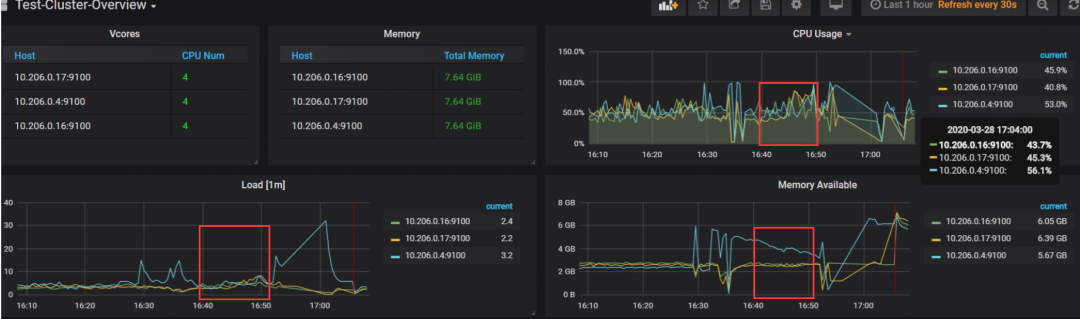 Test-Cluster-Overview
Last 1 hour Refresh every 30s
Vcores
Host CPU Num
10.206.0.17:9100 4
10.206.0.4:9100 4
10.206.0.16:9100 4
Memory
Host Total Memory
10.206.0.16:9100 7.64 GiB
10.206.0.17:9100 7.64 GiB
10.206.0.4:9100 7.64 GiB
CPU Usage
150.0%
100.0%
50.0%
0%
16:10 16:20 16:30 16:40 16:50 17:00
current
10.206.0.16:9100 45.9%
10.206.0.17:9100 40.8%
10.206.0.4:9100 53.0%
2020-03-28 17:04:00
10.206.0.16:9100: 43.7%
10.206.0.17:9100: 45.3%
10.206.0.4:9100: 56.1%
Load [1m]
40
30
20
10
0
16:10 16:20 16:30 16:40 16:50 17:00
current
10.206.0.16:9100 2.4
10.206.0.17:9100 2.2
10.206.0.4:9100 3.2
Memory Available
8 GB
6 GB
4 GB
2 GB
0 B
16:10 16:20 16:30 16:40 16:50 17:00
current
10.206.0.16:9100 6.05 GB
10.206.0.17:9100 6.39 GB
10.206.0.4:9100 5.67 GB